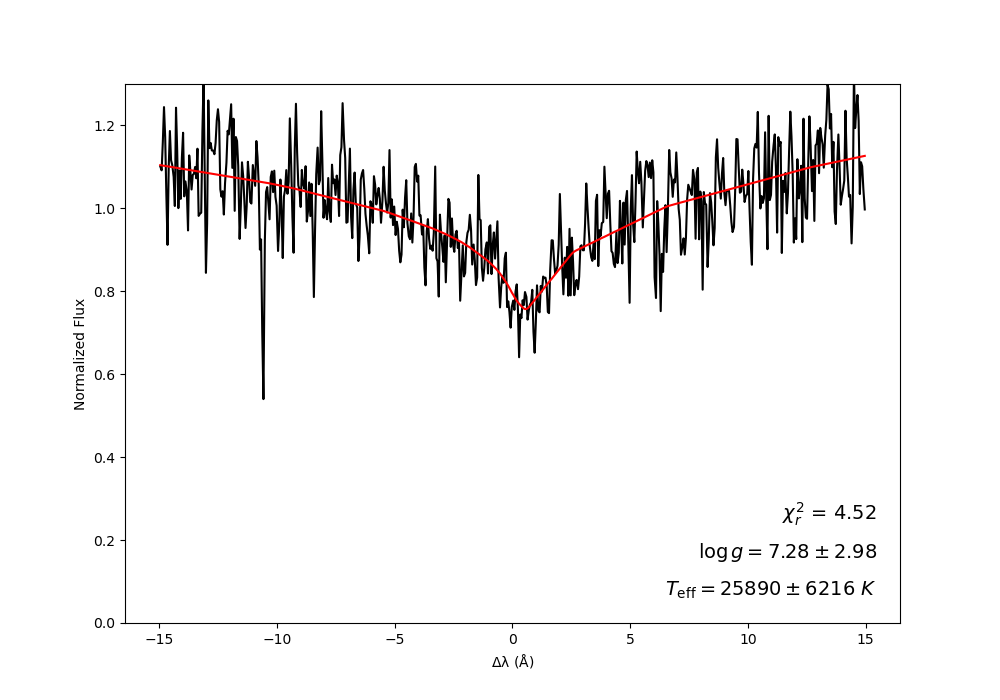 1.2
1.0
0.8
0.6
0.4
0.2
0.0
Normalized Flux
χ²ᵣ = 4.52
log g = 7.28 ± 2.98
T_eff = 25890 ± 6216 K
−15 −10 −5 0 5 10 15
Δλ (Å)